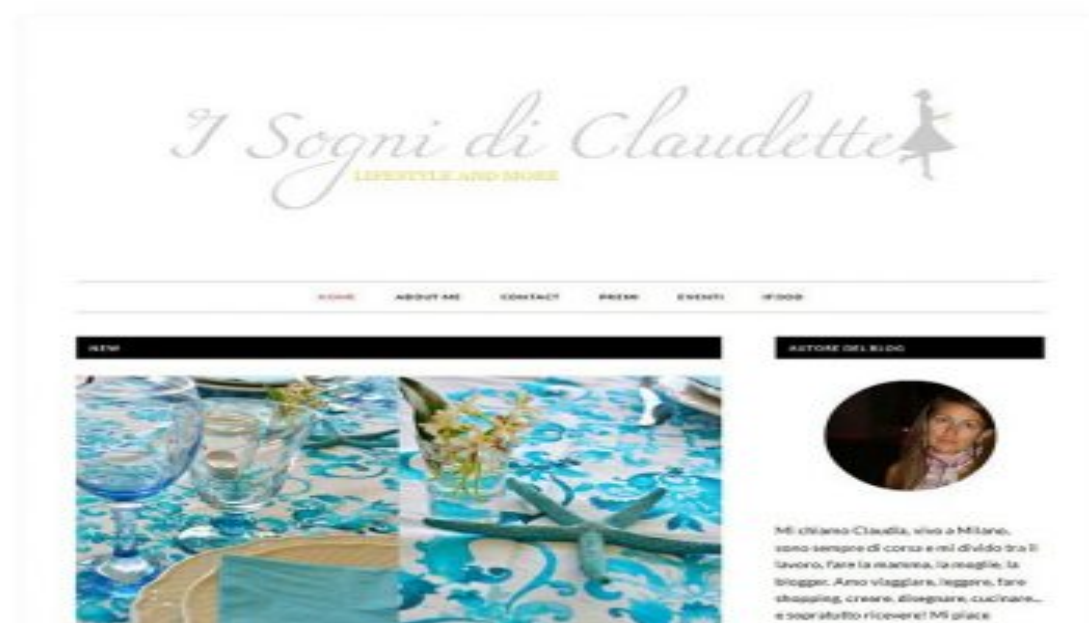 I Sogni di Claudette
LIFESTYLE AND MORE
HOME ABOUT ME CONTACT PREMI EVENTI IFOOD
NEW
AUTORE DEL BLOG
Mi chiamo Claudia, vivo a Milano,
sono sempre di corsa e mi divido tra il
lavoro, fare la mamma, la moglie, la
blogger. Amo viaggiare, leggere, fare
shopping, creare, disegnare, cucinare...
e sopratutto ricevere! Mi piace